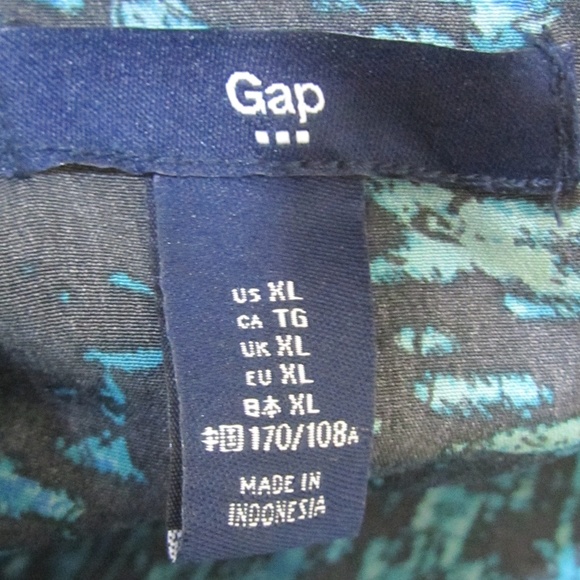 Gap
US XL
CA TG
UK XL
EU XL
日本 XL
中国 170/108A
MADE IN
INDONESIA